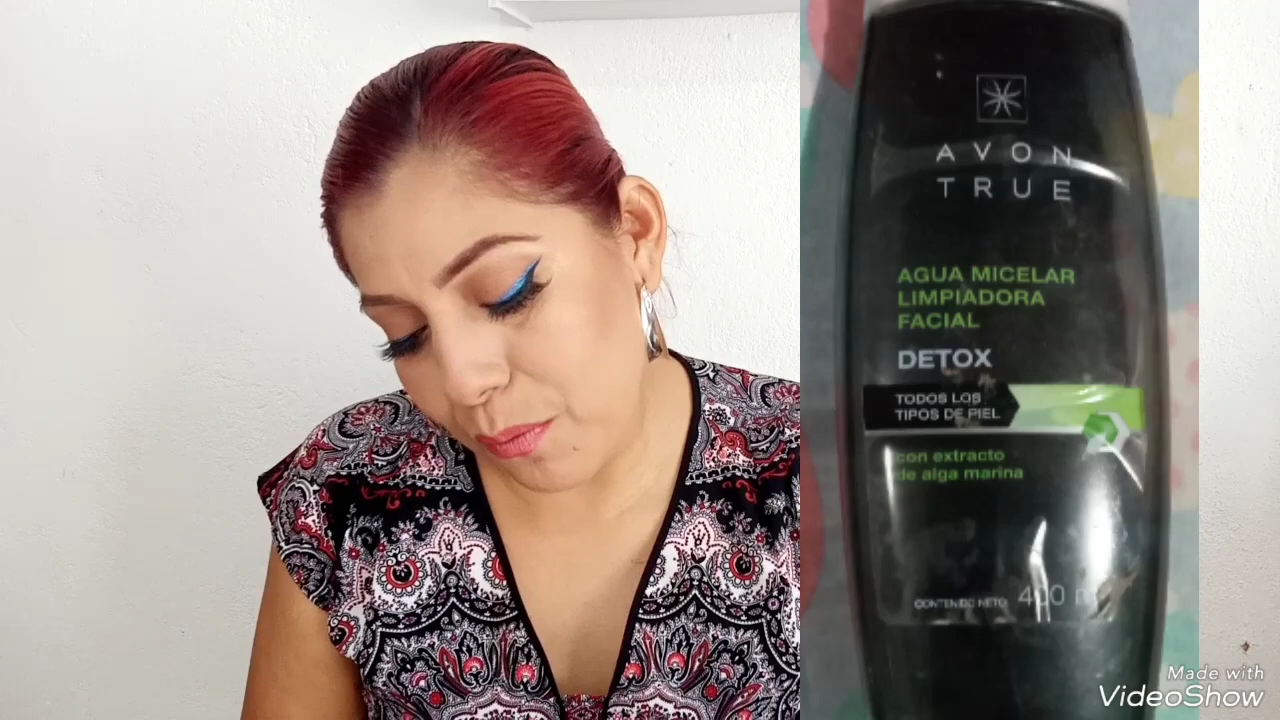 AVON
TRUE
AGUA MICELAR
LIMPIADORA
FACIAL
DETOX
TODOS LOS
TIPOS DE PIEL
con extracto
de alga marina
CONTENIDO NETO 400 m
Made with
VideoShow